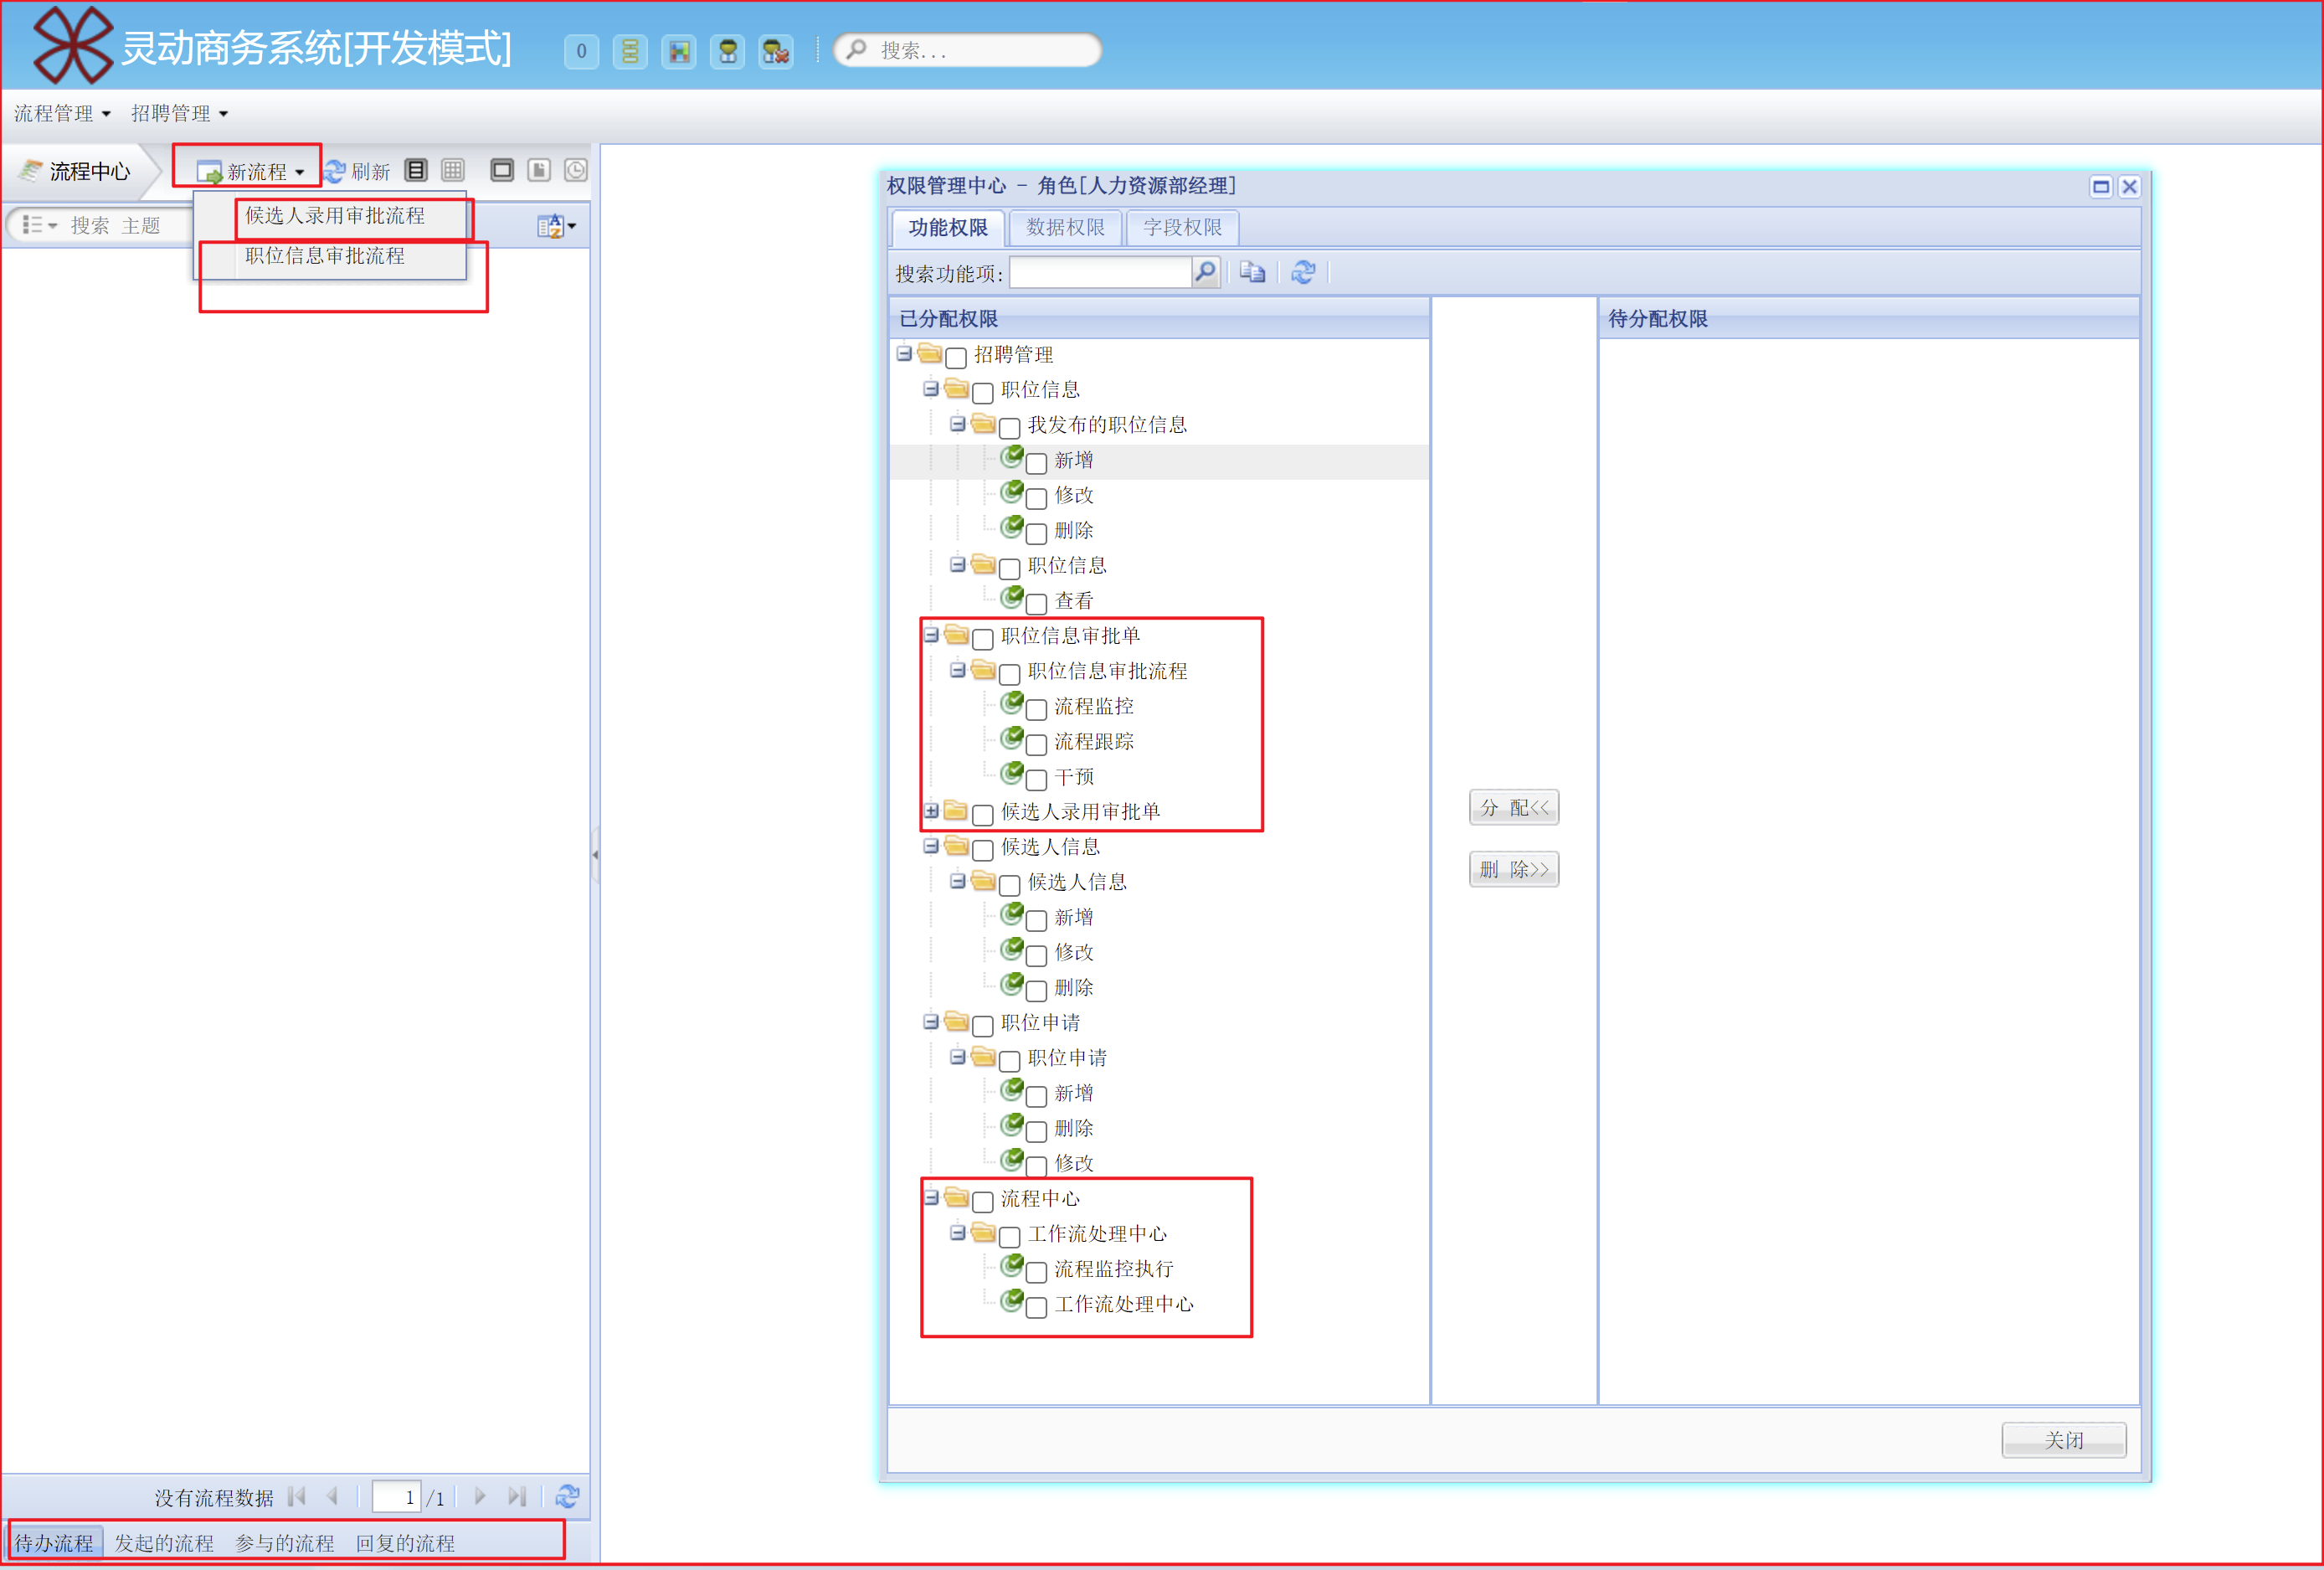 灵动商务系统[开发模式]
0
搜索...
流程管理 招聘管理
流程中心 新流程 刷新
搜索 主题
候选人录用审批流程
职位信息审批流程
没有流程数据 1 /1
待办流程 发起的流程 参与的流程 回复的流程
权限管理中心 - 角色[人力资源部经理]
功能权限 数据权限 字段权限
搜索功能项:
已分配权限
招聘管理
职位信息
我发布的职位信息
新增
修改
删除
职位信息
查看
职位信息审批单
职位信息审批流程
流程监控
流程跟踪
干预
候选人录用审批单
候选人信息
候选人信息
新增
修改
删除
职位申请
职位申请
新增
删除
修改
流程中心
工作流处理中心
流程监控执行
工作流处理中心
分 配<<
删 除>>
待分配权限
关闭